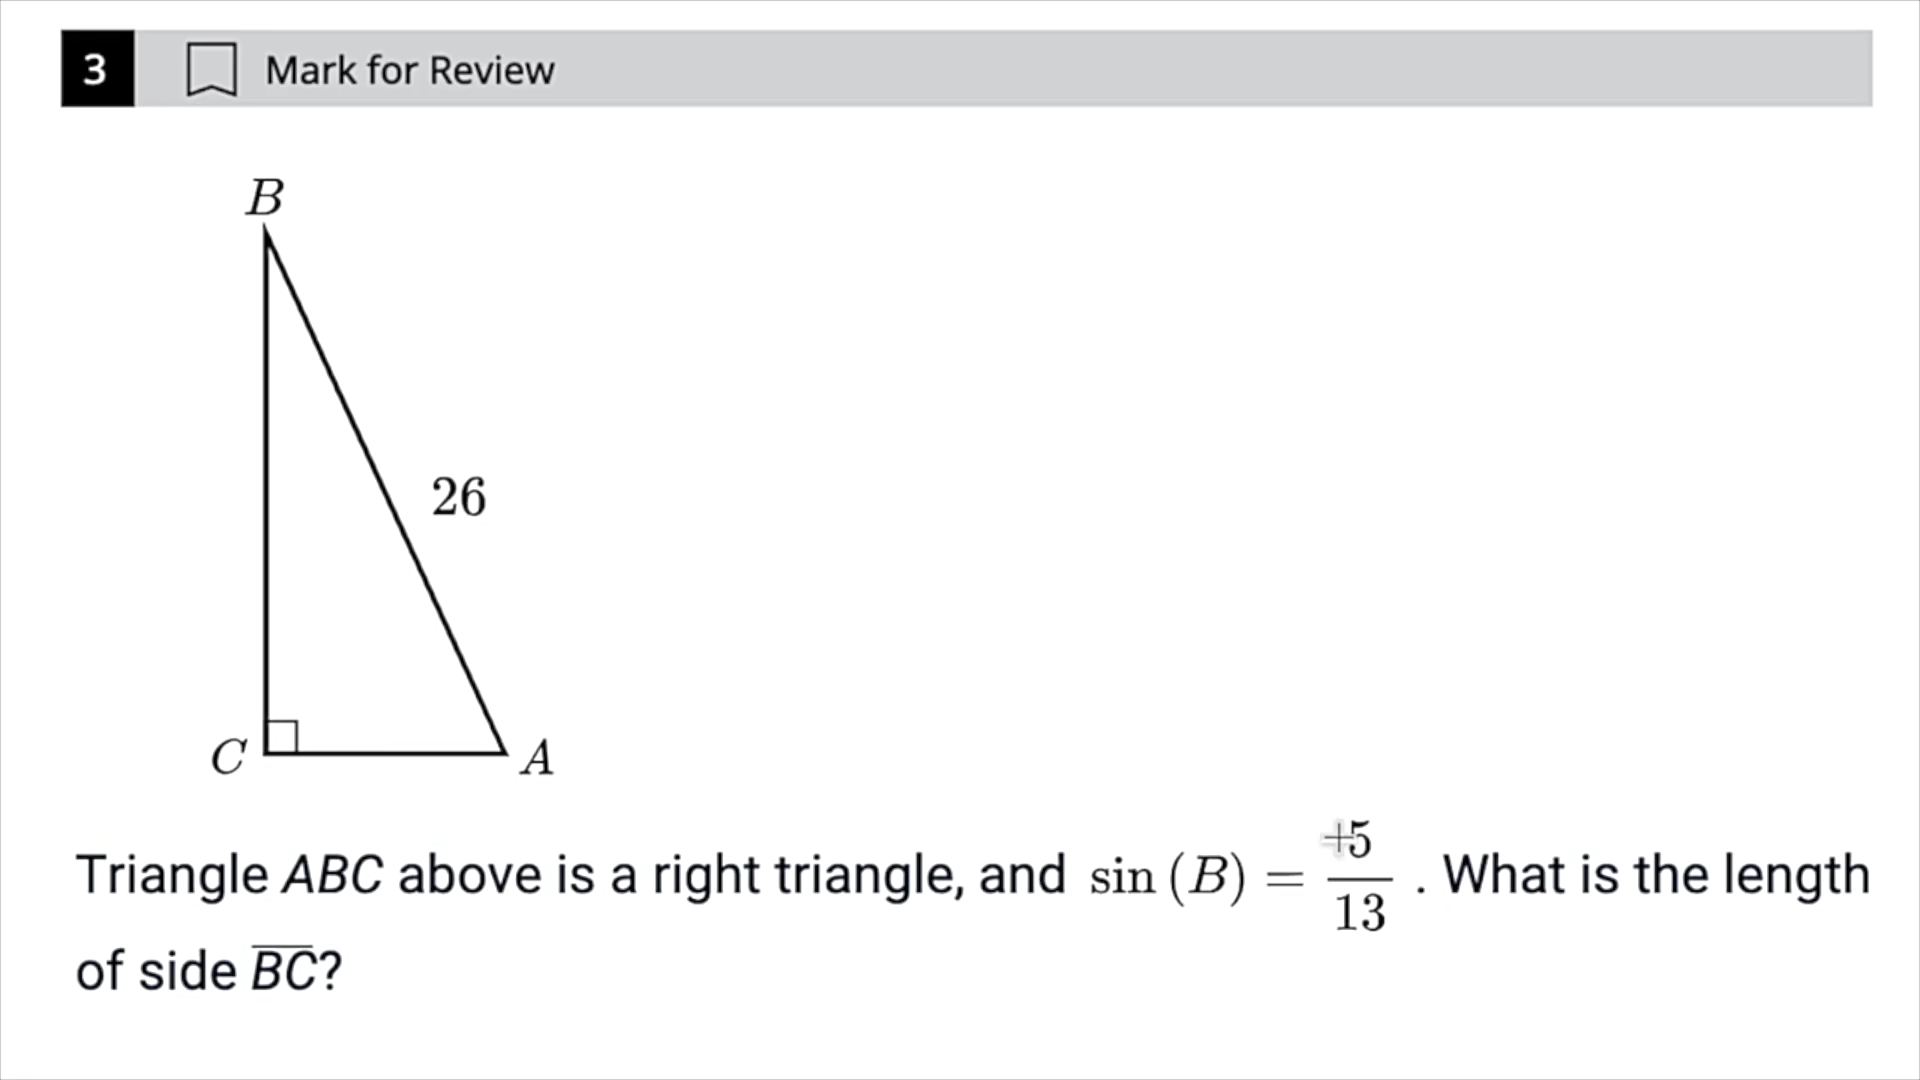 3 Mark for Review
B
26
C
A
Triangle ABC above is a right triangle, and sin (B) = 5/13 . What is the length
of side BC?